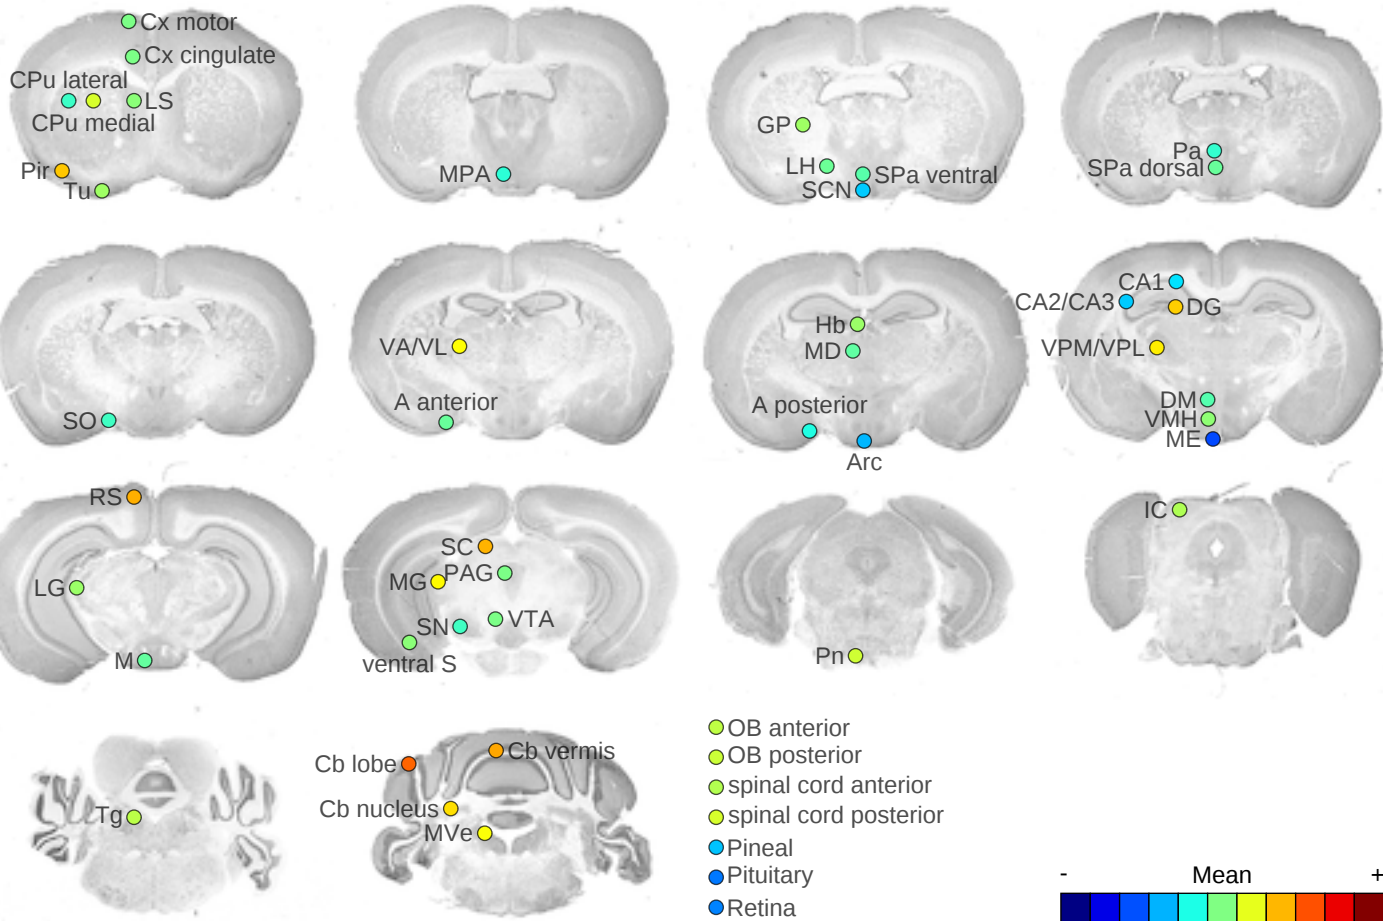 Cx motor
Cx cingulate
CPu lateral
LS
CPu medial
Pir
Tu
MPA
GP
LH
SPa ventral
SCN
Pa
SPa dorsal
SO
VA/VL
A anterior
Hb
MD
A posterior
Arc
CA1
CA2/CA3
DG
VPM/VPL
DM
VMH
ME
RS
LG
M
SC
PAG
MG
SN
VTA
ventral S
Pn
IC
Tg
Cb lobe
Cb vermis
Cb nucleus
MVe
OB anterior
OB posterior
spinal cord anterior
spinal cord posterior
Pineal
Pituitary
Retina
- Mean +